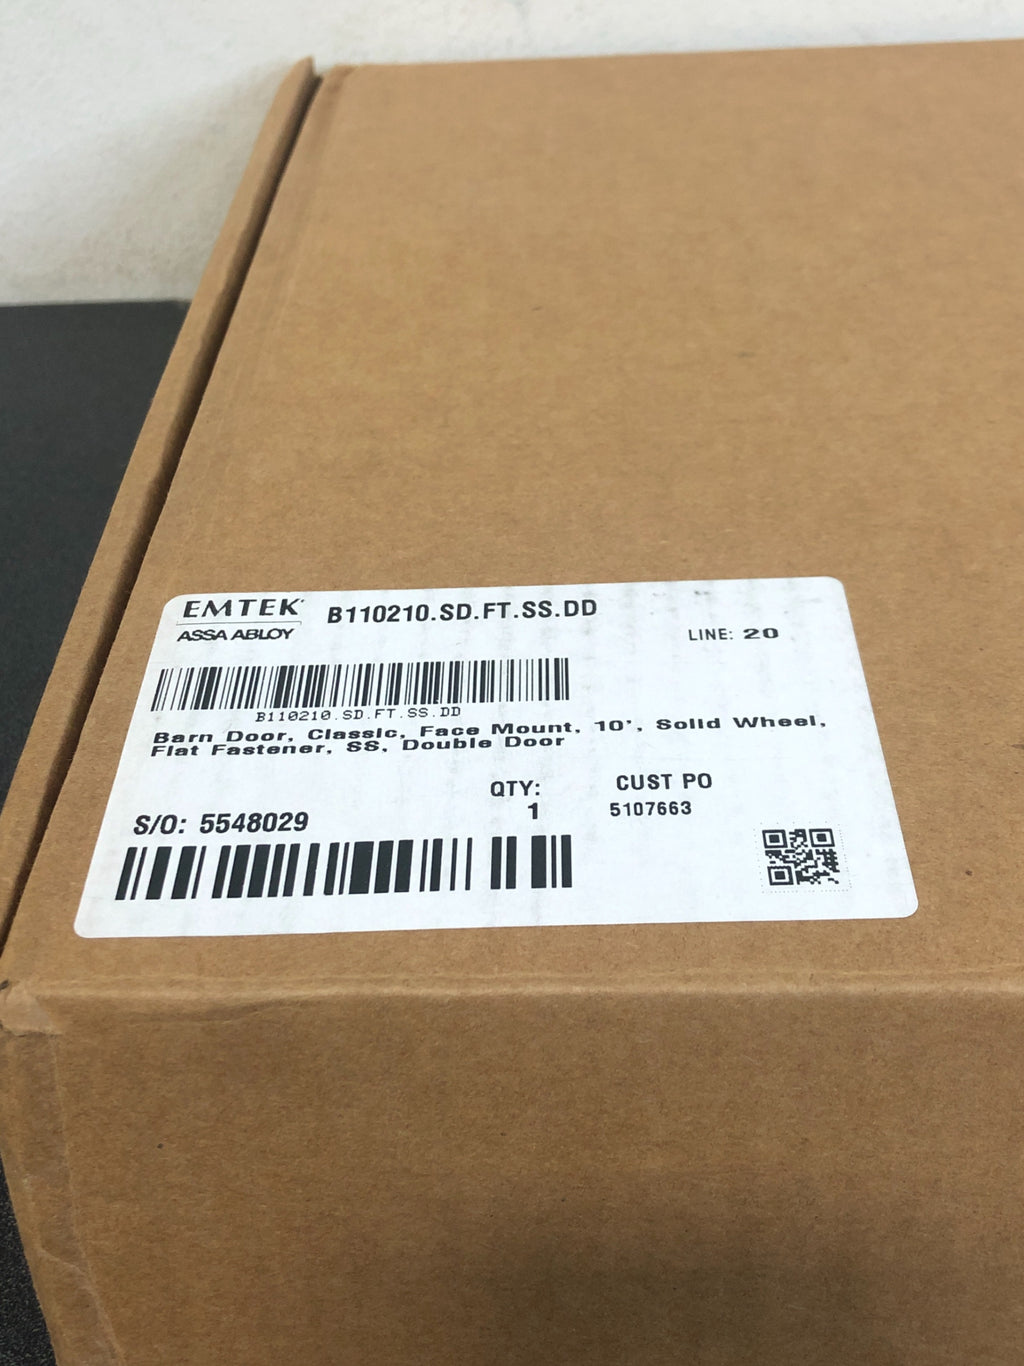 EMTEK
ASSA ABLOY
B110210.SD.FT.SS.DD
LINE: 20
B110210.SD.FT.SS.DD
Barn Door, Classic, Face Mount, 10', Solid Wheel,
Flat Fastener, SS, Double Door
QTY:
1
CUST PO
5107663
S/O: 5548029